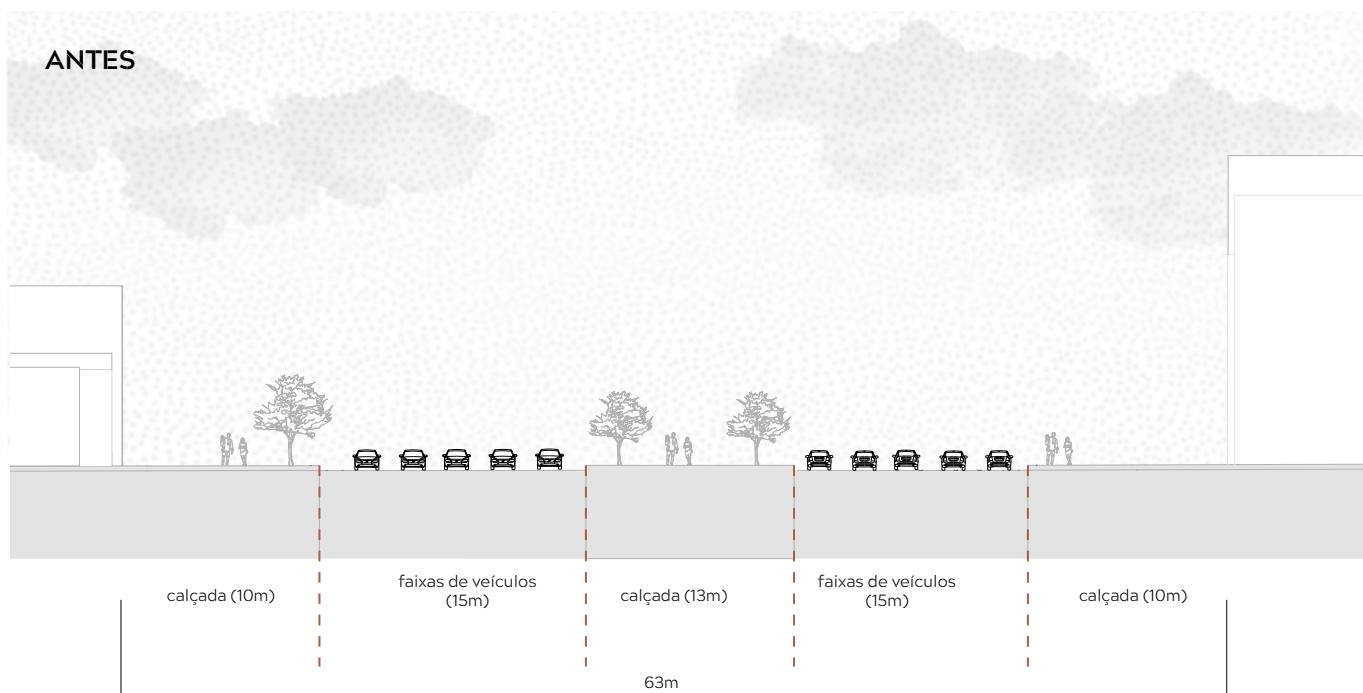 ANTES
calçada (10m)
faixas de veículos
(15m)
calçada (13m)
faixas de veículos
(15m)
calçada (10m)
63m